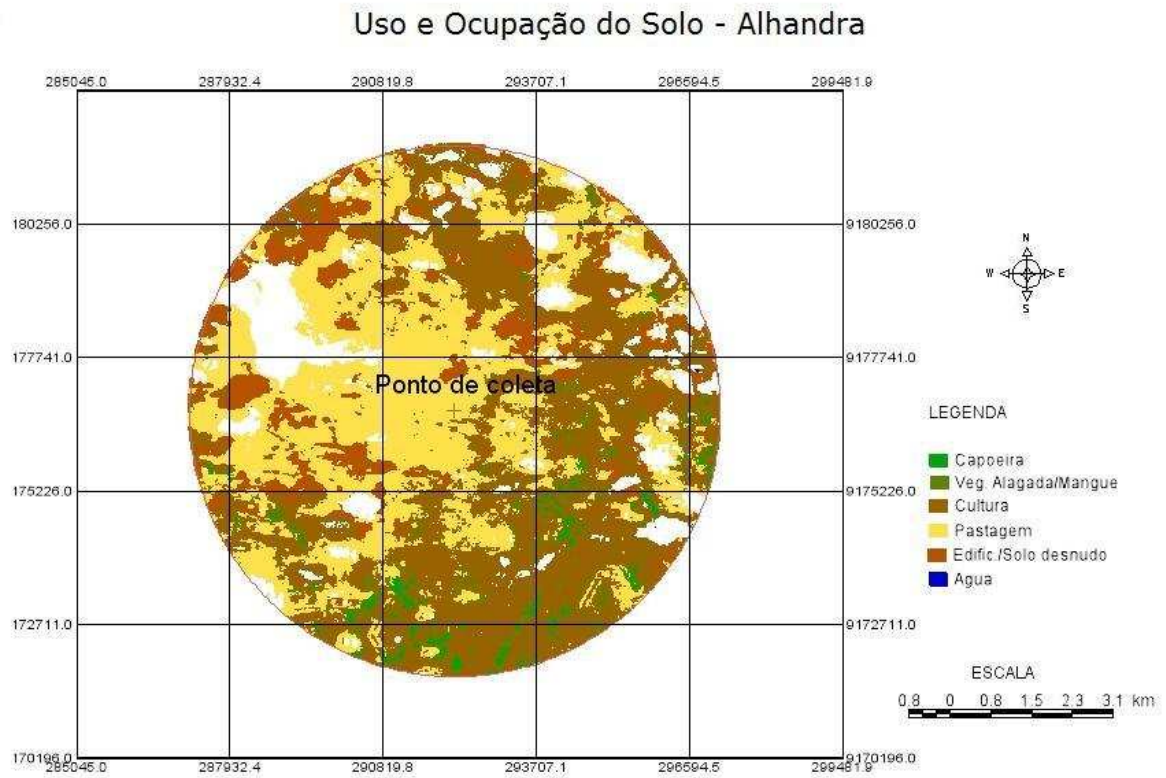 Uso e Ocupação do Solo - Alhandra
285045.0 287932.4 290819.8 293707.1 296594.5 299481.9
180256.0 9180256.0
N
W E
S
177741.0 9177741.0
Ponto de coleta
LEGENDA
Capoeira
Veg. Alagada/Mangue
175226.0 9175226.0
Cultura
Pastagem
Edific./Solo desnudo
Agua
172711.0 9172711.0
ESCALA
0.8 0 0.8 1.5 2.3 3.1 km
170196.0 9170196.0
285045.0 287932.4 290819.8 293707.1 296594.5 299481.9